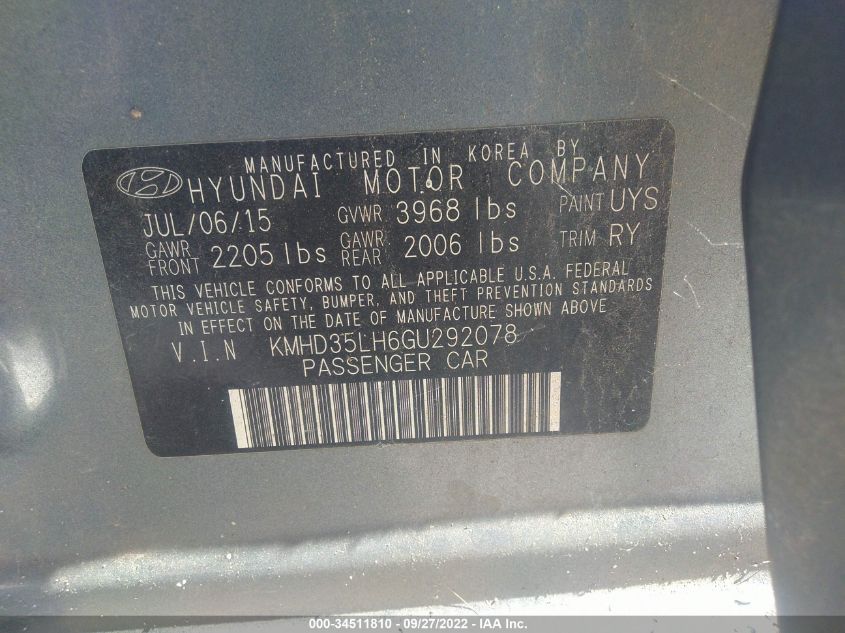 MANUFACTURED IN KOREA BY
HYUNDAI MOTOR COMPANY
JUL/06/15 GVWR 3968 lbs PAINT UYS
GAWR FRONT 2205 lbs GAWR REAR 2006 lbs TRIM RY
THIS VEHICLE CONFORMS TO ALL APPLICABLE U.S.A. FEDERAL
MOTOR VEHICLE SAFETY, BUMPER, AND THEFT PREVENTION STANDARDS
IN EFFECT ON THE DATE OF MANUFACTURE SHOWN ABOVE
V.I.N KMHD35LH6GU292078
PASSENGER CAR
000-34511810 - 09/27/2022 - IAAI, Inc.